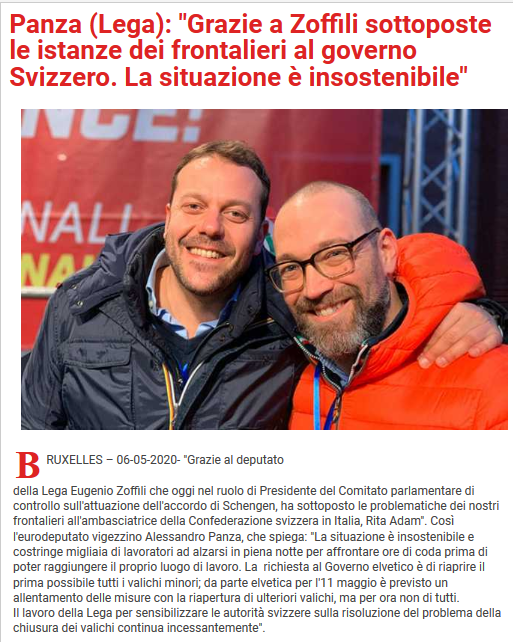 Panza (Lega): "Grazie a Zoffili sottoposte
le istanze dei frontalieri al governo
Svizzero. La situazione è insostenibile"
NCE!
NALI
NAL
BRUXELLES – 06-05-2020- "Grazie al deputato
della Lega Eugenio Zoffili che oggi nel ruolo di Presidente del Comitato parlamentare di
controllo sull'attuazione dell'accordo di Schengen, ha sottoposto le problematiche dei nostri
frontalieri all'ambasciatrice della Confederazione svizzera in Italia, Rita Adam". Così
l'eurodeputato vigezzino Alessandro Panza, che spiega: "La situazione è insostenibile e
costringe migliaia di lavoratori ad alzarsi in piena notte per affrontare ore di coda prima di
poter raggiungere il proprio luogo di lavoro. La richiesta al Governo elvetico è di riaprire il
prima possibile tutti i valichi minori; da parte elvetica per l'11 maggio è previsto un
allentamento delle misure con la riapertura di ulteriori valichi, ma per ora non di tutti.
Il lavoro della Lega per sensibilizzare le autorità svizzere sulla risoluzione del problema della
chiusura dei valichi continua incessantemente".